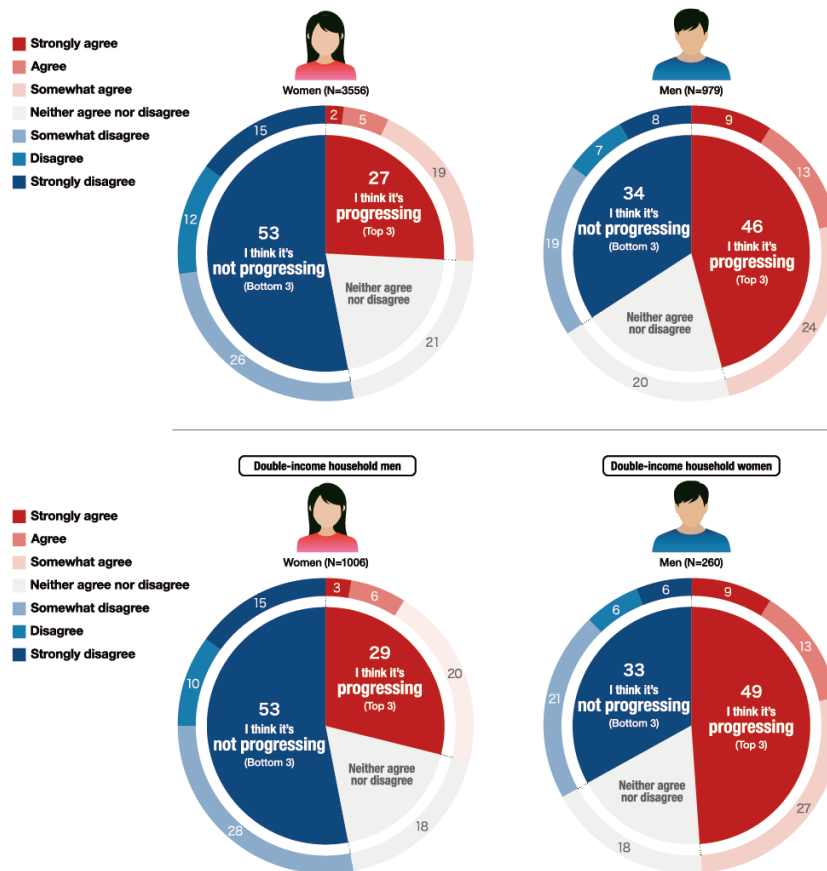 Strongly agree
Agree
Somewhat agree
Neither agree nor disagree
Somewhat disagree
Disagree
Strongly disagree
Women (N=3556)
2
5
19
21
26
12
15
27
I think it's
progressing
(Top 3)
53
I think it's
not progressing
(Bottom 3)
Neither agree
nor disagree
Men (N=979)
9
13
24
20
19
7
8
34
I think it's
not progressing
(Bottom 3)
46
I think it's
progressing
(Top 3)
Neither agree
nor disagree
Double-income household men
Double-income household women
Strongly agree
Agree
Somewhat agree
Neither agree nor disagree
Somewhat disagree
Disagree
Strongly disagree
Women (N=1006)
3
6
20
18
28
10
15
29
I think it's
progressing
(Top 3)
53
I think it's
not progressing
(Bottom 3)
Neither agree
nor disagree
Men (N=260)
9
13
27
18
21
6
6
33
I think it's
not progressing
(Bottom 3)
49
I think it's
progressing
(Top 3)
Neither agree
nor disagree